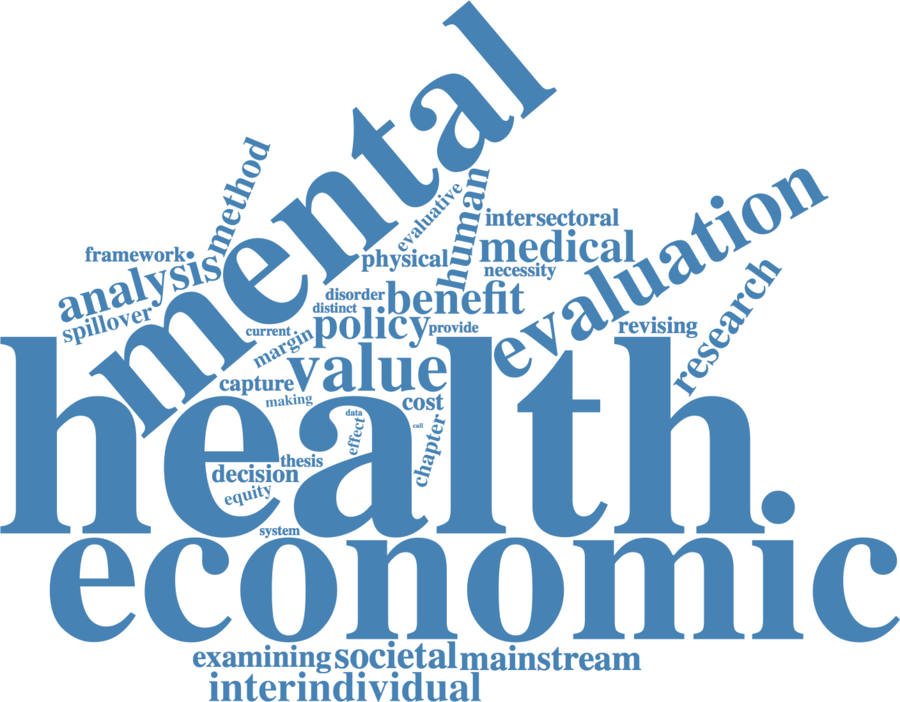 mental
method
evaluative
human
intersectoral
evaluation
framework
physical
medical
analysis
necessity
spillover
disorder
benefit
distinct
research
current
policy
provide
revising
margin
value
capture
making
cost
data
effect
call
chapter
health
thesis
decision
equity
system
economic
examining
societal
mainstream
interindividual